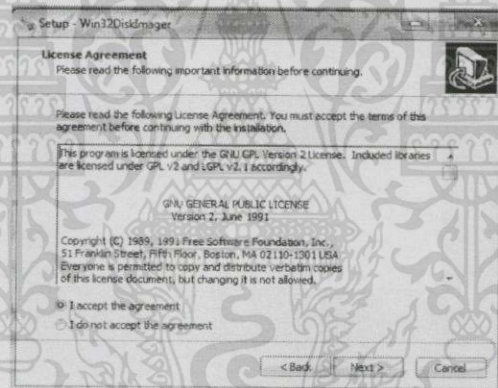 Setup - Win32DiskImager
License Agreement
Please read the following important information before continuing.
Please read the following License Agreement. You must accept the terms of this
agreement before continuing with the installation.
This program is licensed under the GNU GPL Version 2 License. Included libraries
are licensed under GPL v2 and LGPL v2.1 accordingly.
GNU GENERAL PUBLIC LICENSE
Version 2, June 1991
Copyright (C) 1989, 1991 Free Software Foundation, Inc.,
51 Franklin Street, Fifth Floor, Boston, MA 02110-1301 USA
Everyone is permitted to copy and distribute verbatim copies
of this license document, but changing it is not allowed.
I accept the agreement
I do not accept the agreement
< Back
Next >
Cancel